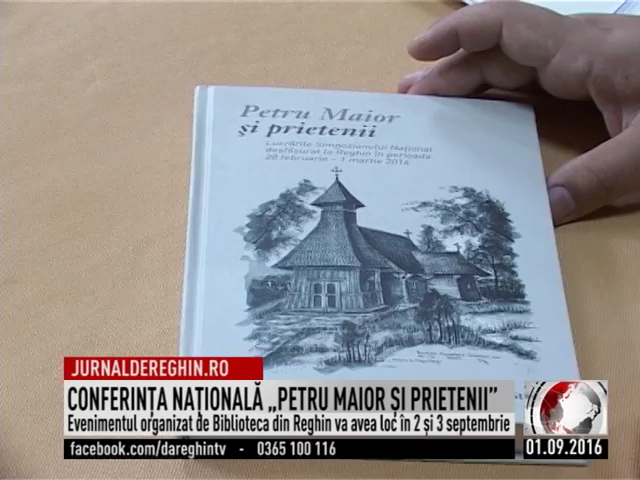 Petru Maior
şi prietenii
Lucrările Simpozionului Naţional
desfăşurat la Reghin în perioada
28 februarie - 1 martie 2014
JURNALDEREGHIN.RO
CONFERINȚA NAȚIONALĂ „PETRU MAIOR ȘI PRIETENII”
Evenimentul organizat de Biblioteca din Reghin va avea loc în 2 și 3 septembrie
facebook.com/dareghintv - 0365 100 116
01.09.2016